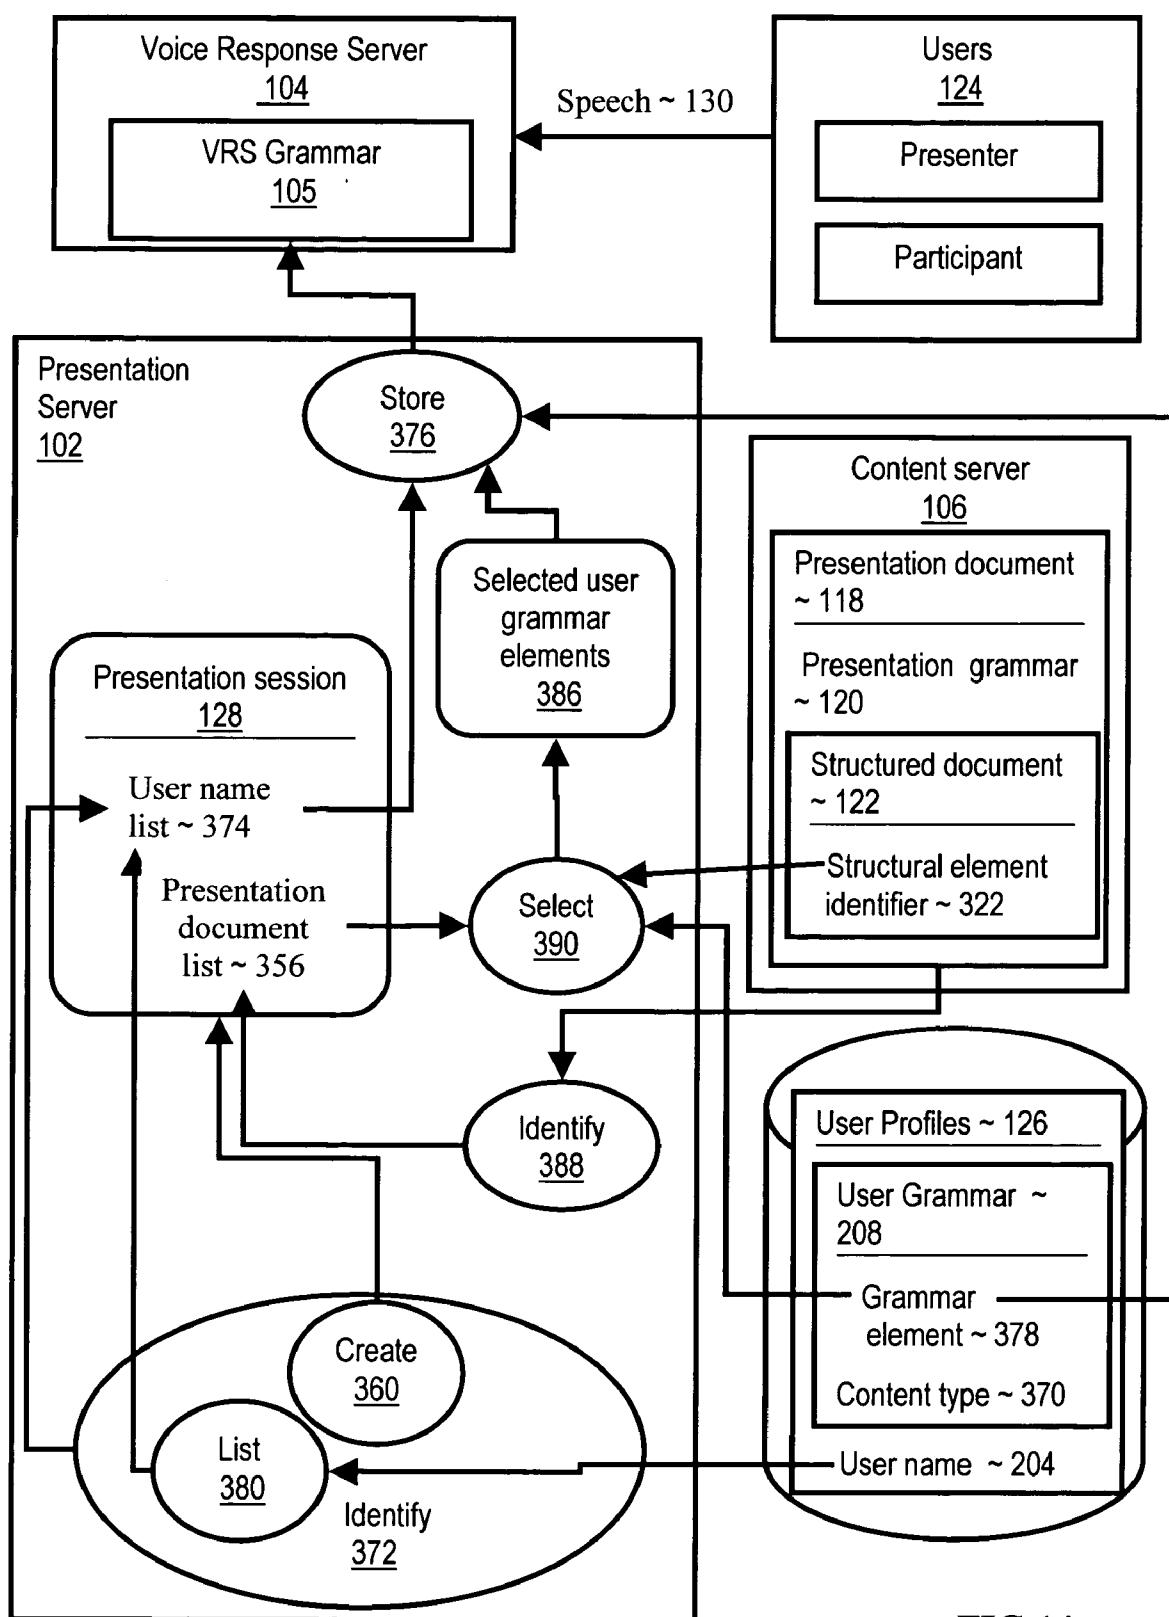 Voice Response Server
104
VRS Grammar
105
Speech ~ 130
Users
124
Presenter
Participant
Presentation
Server
102
Store
376
Content server
106
Presentation document
~ 118
Presentation grammar
~ 120
Structured document
~ 122
Structural element
identifier ~ 322
Selected user
grammar
elements
386
Presentation session
128
User name
list ~ 374
Presentation
document
list ~ 356
Select
390
Identify
388
User Profiles ~ 126
User Grammar ~
208
Grammar
element ~ 378
Content type ~ 370
User name ~ 204
Create
360
List
380
Identify
372